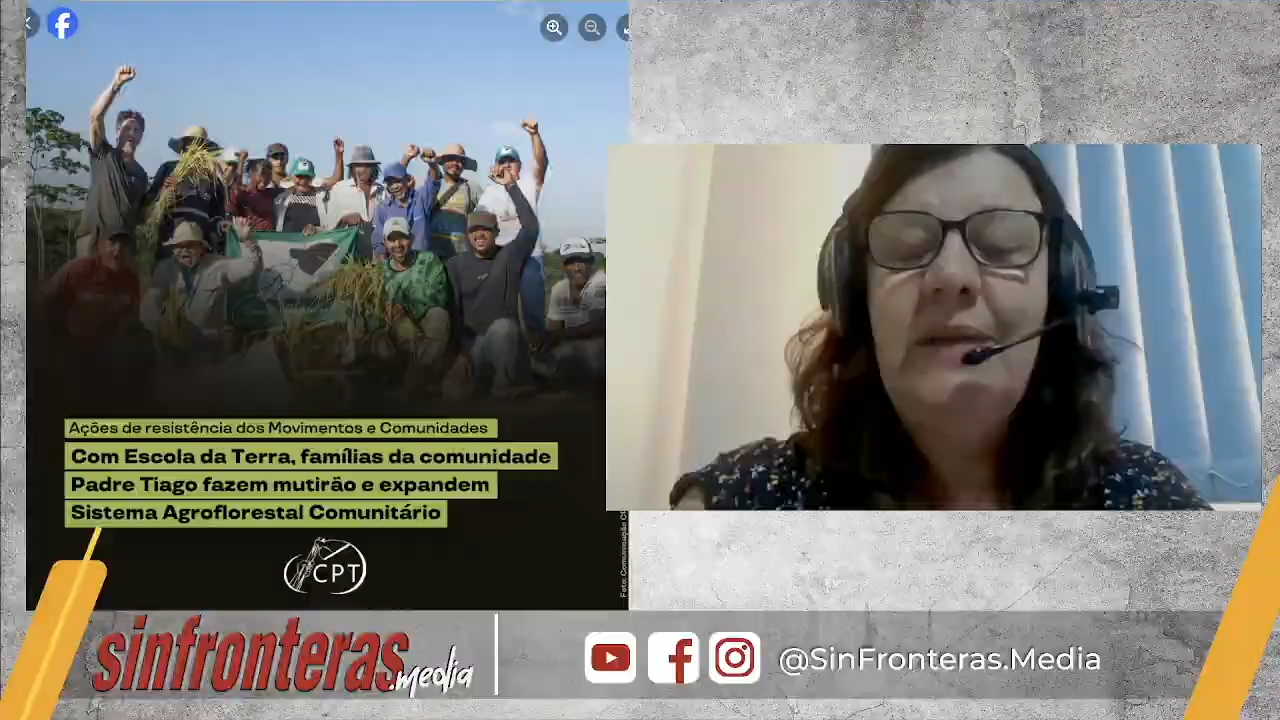 Ações de resistência dos Movimentos e Comunidades
Com Escola da Terra, famílias da comunidade
Padre Tiago fazem mutirão e expandem
Sistema Agroflorestal Comunitário
CPT
sinfronteras.media
@SinFronteras.Media